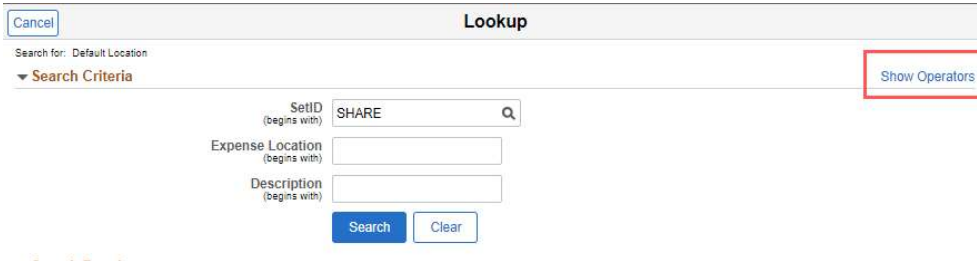 Cancel
Lookup
Search for: Default Location
Search Criteria
Show Operators
SetID
(begins with)
SHARE
Expense Location
(begins with)
Description
(begins with)
Search
Clear